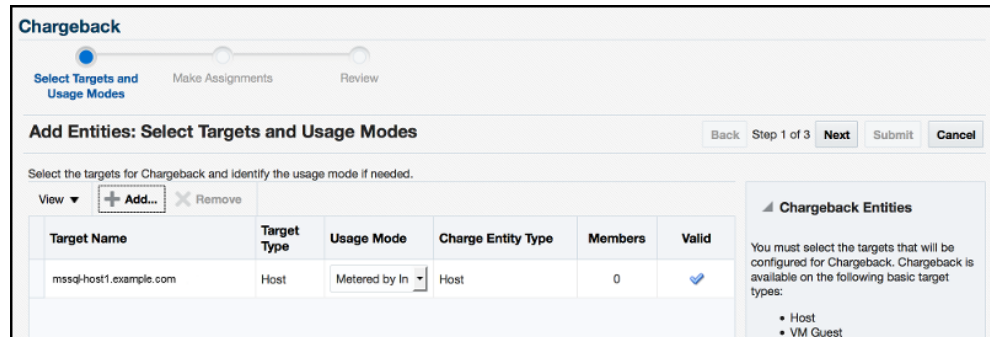 Chargeback
Select Targets and
Usage Modes
Make Assignments
Review
Add Entities: Select Targets and Usage Modes
Back Step 1 of 3 Next Submit Cancel
Select the targets for Chargeback and identify the usage mode if needed.
View Add... Remove
Target Name Target Type Usage Mode Charge Entity Type Members Valid
mssql-host1.example.com Host Metered by In Host 0
Chargeback Entities
You must select the targets that will be
configured for Chargeback. Chargeback is
available on the following basic target
types:
• Host
• VM Guest